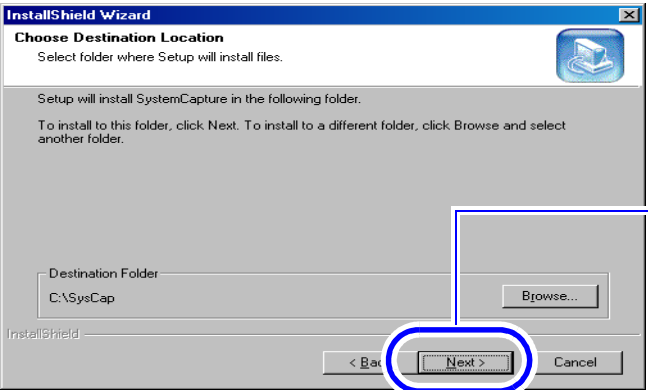 InstallShield Wizard
Choose Destination Location
Select folder where Setup will install files.
Setup will install SystemCapture in the following folder.
To install to this folder, click Next. To install to a different folder, click Browse and select
another folder.
Destination Folder
C:\SysCap
Browse...
InstallShield
< Bac
Next >
Cancel